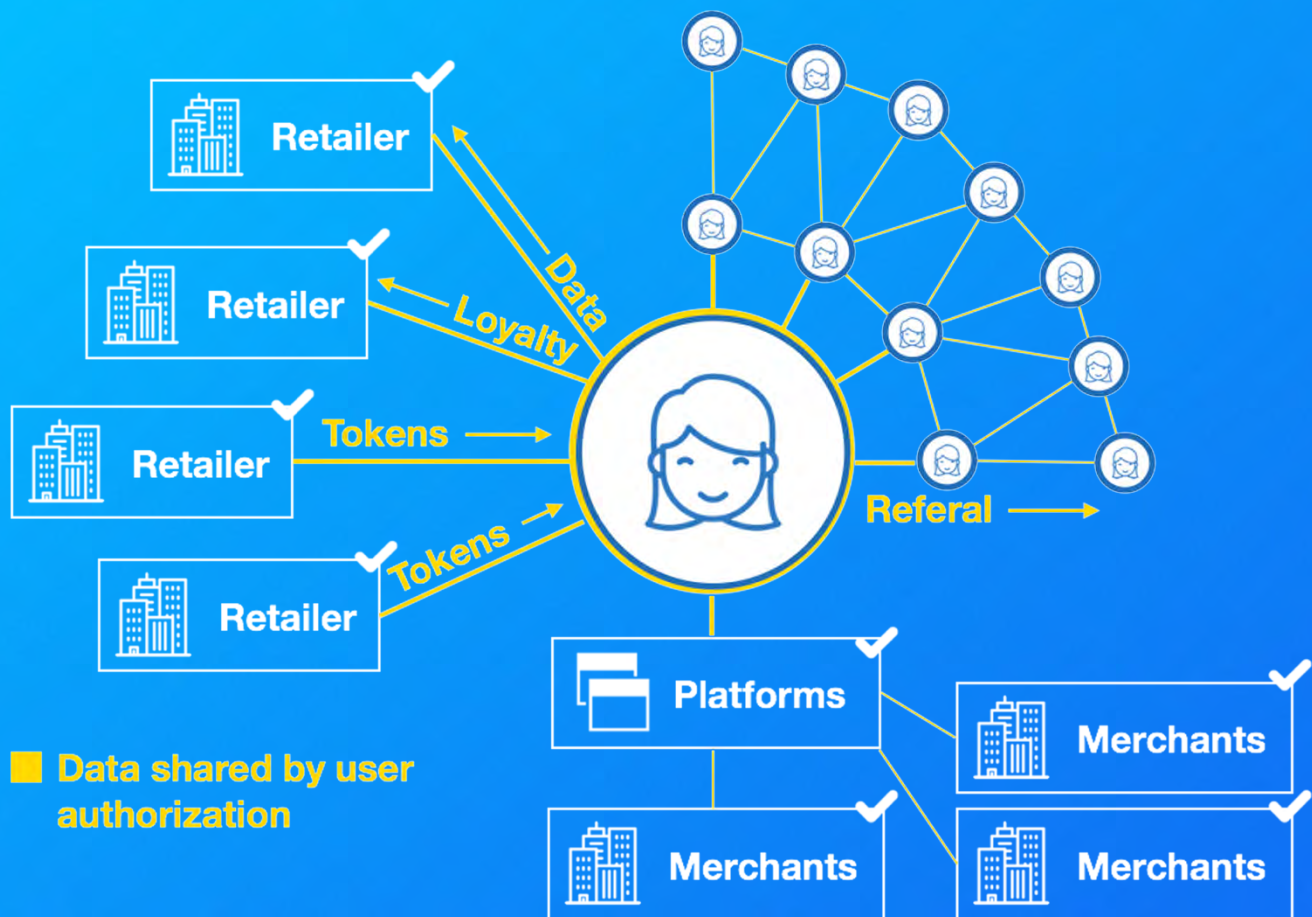 Retailer
Data
Retailer
Loyalty
Retailer
Tokens
Retailer
Tokens
Referal
Platforms
Merchants
Merchants
Merchants
Data shared by user
authorization